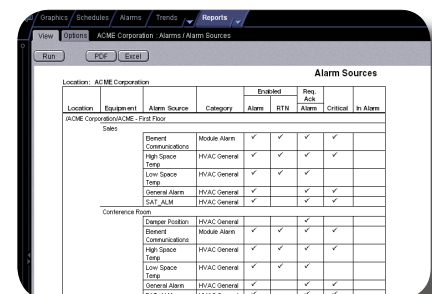 Graphics Schedules Alarms Trends Reports
View Options ACME Corporation : Alarms / Alarm Sources
Run PDF Excel
Alarm Sources
Location: ACME Corporation
Enabled Req. Ack
Location Equipment Alarm Source Category Alarm RTN Alarm Critical In Alarm
/ACME Corporation/ACME - First Floor
Sales
Element Communications Module Alarm ✓ ✓ ✓ ✓
High Space Temp HVAC General ✓ ✓ ✓ ✓
Low Space Temp HVAC General ✓ ✓ ✓
General Alarm HVAC General ✓ ✓ ✓
SAT_ALM HVAC General ✓ ✓ ✓
Conference Room
Damper Position HVAC General ✓
Element Communications Module Alarm ✓ ✓ ✓ ✓
High Space Temp HVAC General ✓ ✓ ✓ ✓
Low Space Temp HVAC General ✓ ✓ ✓
General Alarm HVAC General ✓ ✓ ✓